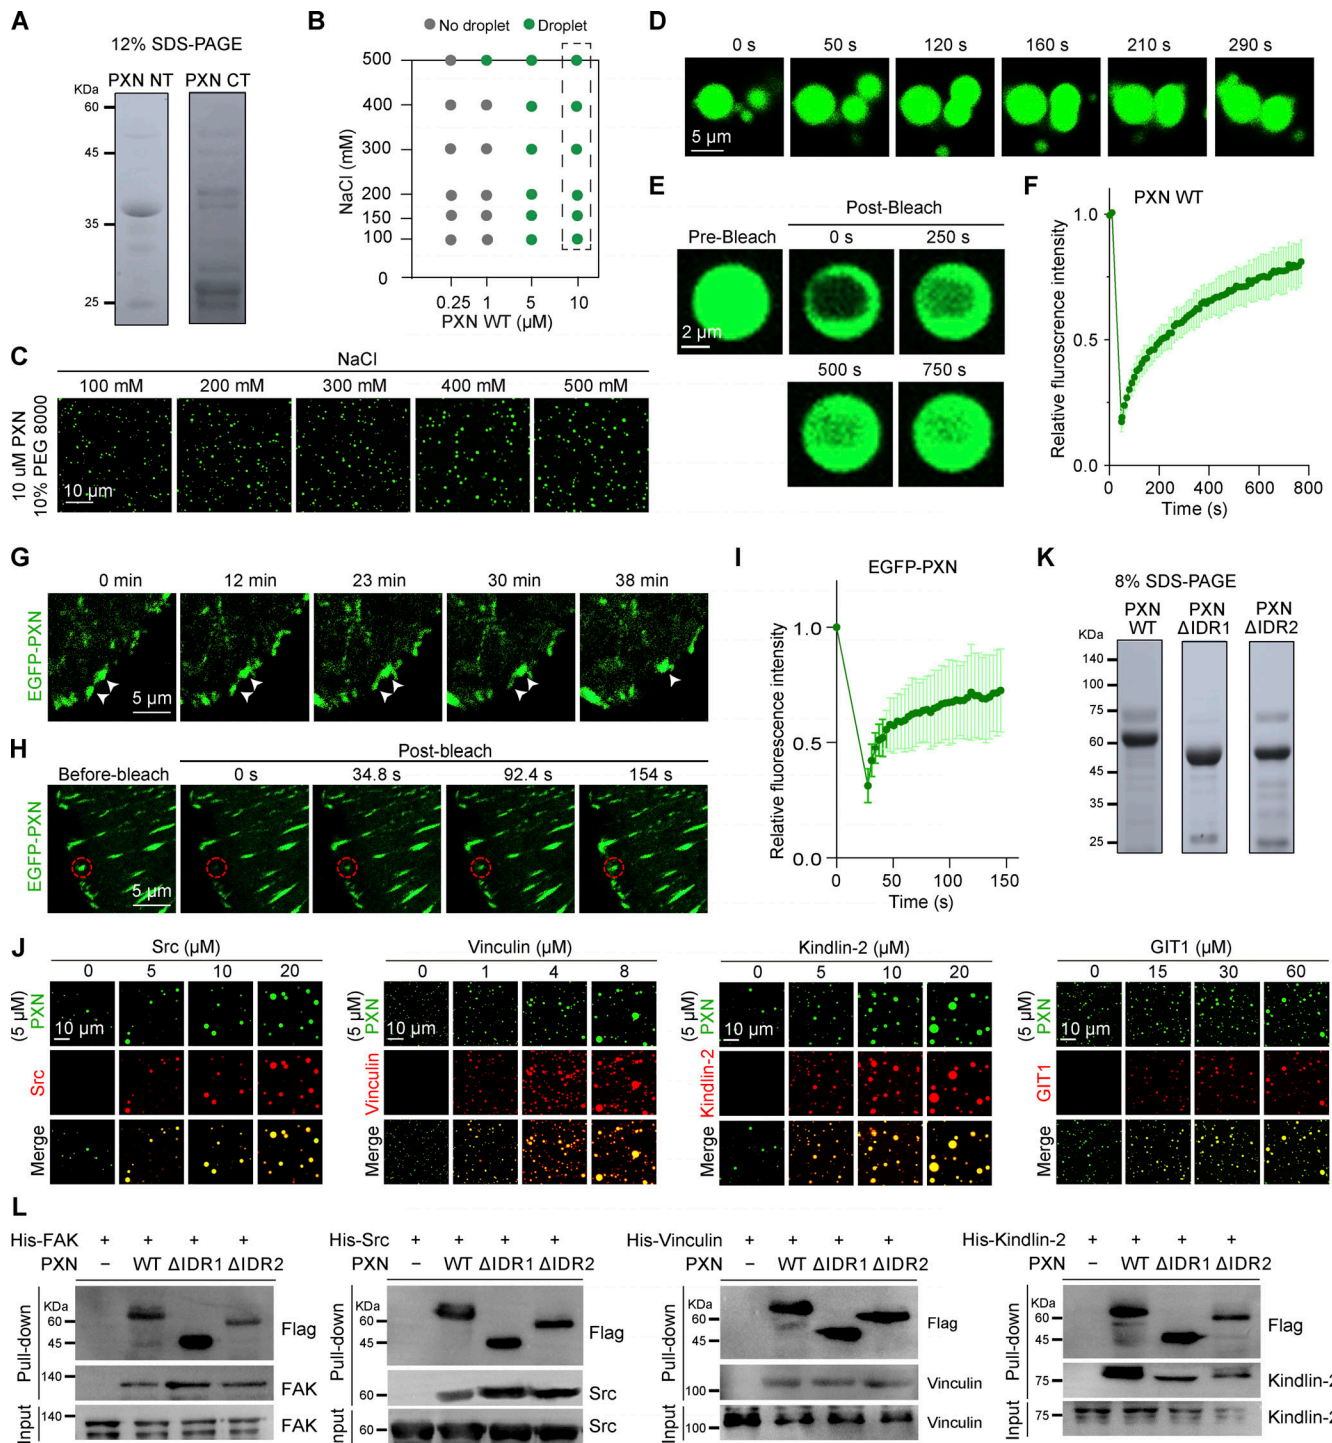 A
12% SDS-PAGE
PXN NT PXN CT
KDa
60
45
35
25
B
No droplet Droplet
500
400
300
200
150
100
0
NaCl (mM)
0.25 1 5 10
PXN WT (µM)
C
NaCl
100 mM 200 mM 300 mM 400 mM 500 mM
10 uM PXN
10% PEG 8000
10 µm
D
0 s 50 s 120 s 160 s 210 s 290 s
5 µm
E
Post-Bleach
Pre-Bleach 0 s 250 s
2 µm
500 s 750 s
F
PXN WT
1.0
0.5
0.0
Relative fluroscrence intensity
0 200 400 600 800
Time (s)
G
0 min 12 min 23 min 30 min 38 min
EGFP-PXN
5 µm
H
Post-bleach
Before-bleach 0 s 34.8 s 92.4 s 154 s
EGFP-PXN
5 µm
I
EGFP-PXN
1.0
0.5
0.0
Relative fluorescence intensity
0 50 100 150
Time (s)
K
8% SDS-PAGE
PXN PXN PXN
WT ΔIDR1 ΔIDR2
KDa
140
100
75
60
45
35
25
J
Src (µM)
0 5 10 20
(5 µM)
PXN
10 µm
Src
Merge
Vinculin (µM)
0 1 4 8
(5 µM)
PXN
10 µm
Vinculin
Merge
Kindlin-2 (µM)
0 5 10 20
(5 µM)
PXN
10 µm
Kindlin-2
Merge
GIT1 (µM)
0 15 30 60
(5 µM)
PXN
10 µm
GIT1
Merge
L
His-FAK + + + +
PXN – WT ΔIDR1 ΔIDR2
Pull-down
KDa
60
45
Flag
140
FAK
Input
140
FAK
His-Src + + + +
PXN – WT ΔIDR1 ΔIDR2
Pull-down
KDa
60
45
Flag
60
Src
Input
60
Src
His-Vinculin + + + +
PXN – WT ΔIDR1 ΔIDR2
Pull-down
KDa
60
45
Flag
100
Vinculin
Input
100
Vinculin
His-Kindlin-2 + + + +
PXN – WT ΔIDR1 ΔIDR2
Pull-down
KDa
60
45
Flag
75
Kindlin-2
Input
75
Kindlin-2